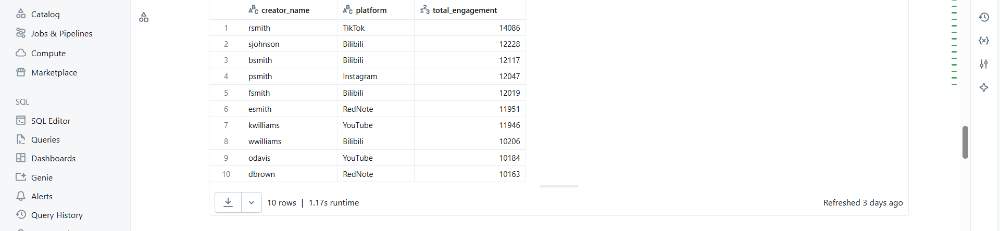 Catalog
Jobs & Pipelines
Compute
Marketplace
SQL
SQL Editor
Queries
Dashboards
Genie
Alerts
Query History
creator_name platform total_engagement
1 rsmith TikTok 14086
2 sjohnson Bilibili 12228
3 bsmith Bilibili 12117
4 psmith Instagram 12047
5 fsmith Bilibili 12019
6 esmith RedNote 11951
7 kwilliams YouTube 11946
8 wwilliams Bilibili 10206
9 odavis YouTube 10184
10 dbrown RedNote 10163
10 rows | 1.17s runtime
Refreshed 3 days ago